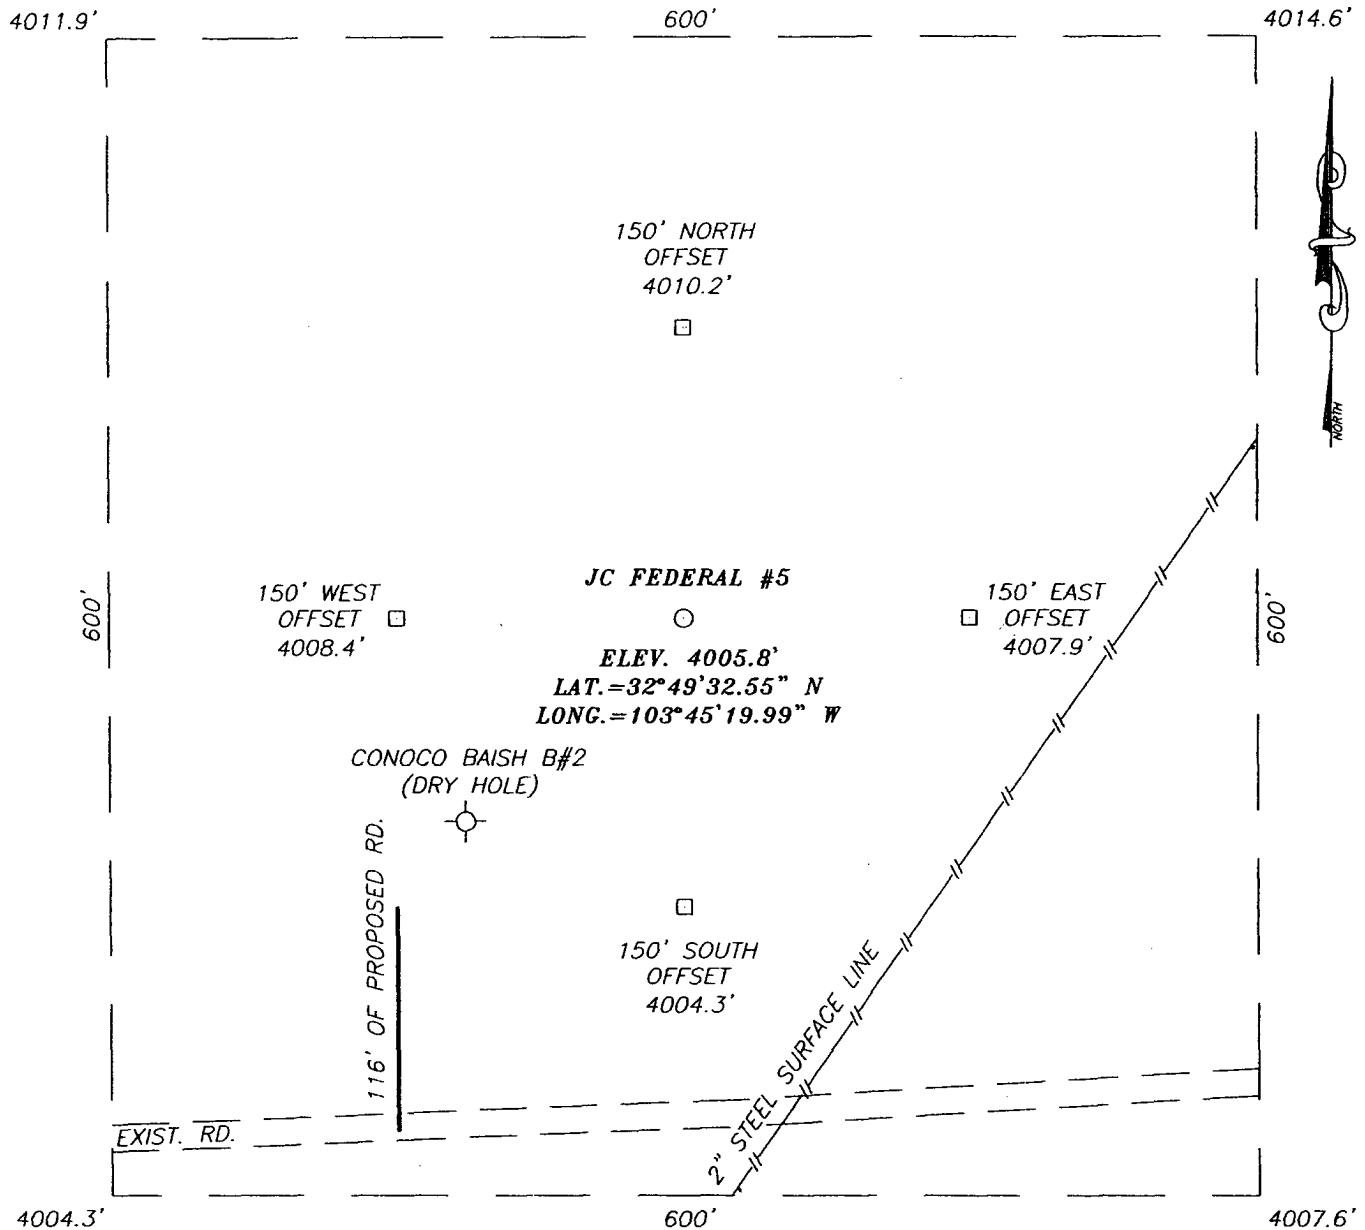 4011.9'
600'
4014.6'
NORTH
150' NORTH
OFFSET
4010.2'
600'
150' WEST
OFFSET
4008.4'
JC FEDERAL #5
ELEV. 4005.8'
LAT.=32°49'32.55" N
LONG.=103°45'19.99" W
150' EAST
OFFSET
4007.9'
600'
CONOCO BAISH B#2
(DRY HOLE)
116' OF PROPOSED RD.
150' SOUTH
OFFSET
4004.3'
2" STEEL SURFACE LINE
EXIST. RD.
4004.3'
600'
4007.6'